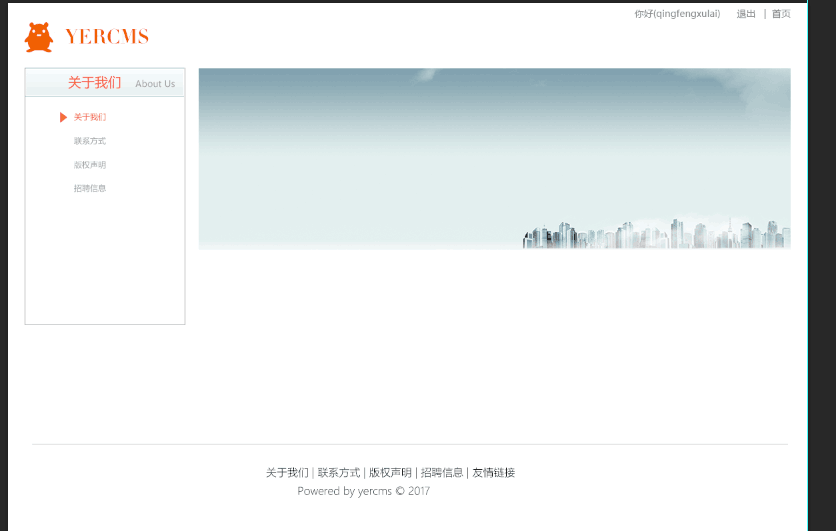 你好(qingfengxulai) 退出 | 首页
YERCMS
关于我们 About Us
关于我们
联系方式
版权声明
招聘信息
关于我们 | 联系方式 | 版权声明 | 招聘信息 | 友情链接
Powered by yercms © 2017